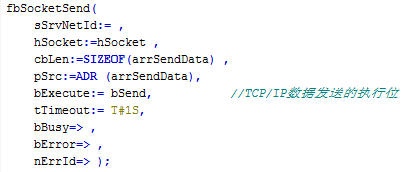 fbSocketSend(
sSrvNetId:= ,
hSocket:=hSocket ,
cbLen:=SIZEOF(arrSendData) ,
pSrc:=ADR (arrSendData),
bExecute:= bSend, //TCP/IP数据发送的执行位
tTimeout:= T#1S,
bBusy=> ,
bError=> ,
nErrId=> );